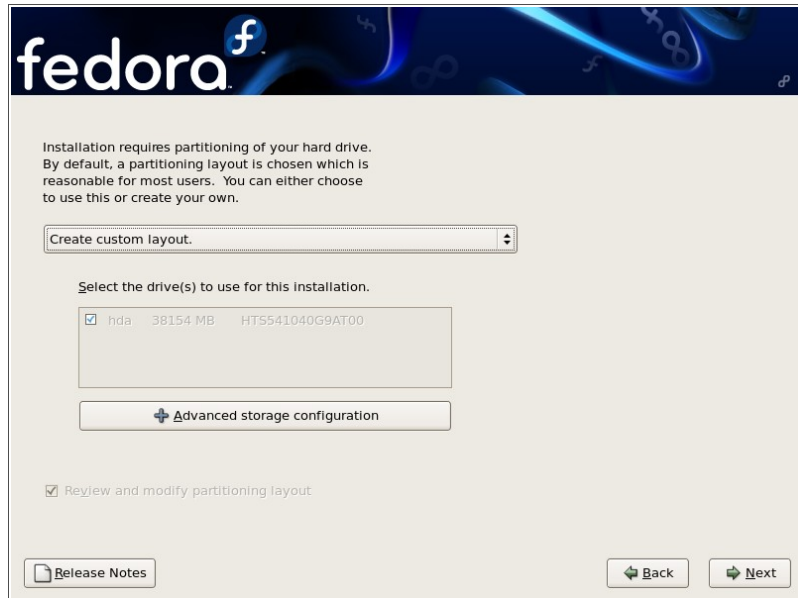 fedora
Installation requires partitioning of your hard drive.
By default, a partitioning layout is chosen which is
reasonable for most users.  You can either choose
to use this or create your own.
Create custom layout.
Select the drive(s) to use for this installation.
hda 38154 MB HTS541040G9AT00
Advanced storage configuration
Review and modify partitioning layout
Release Notes
Back
Next